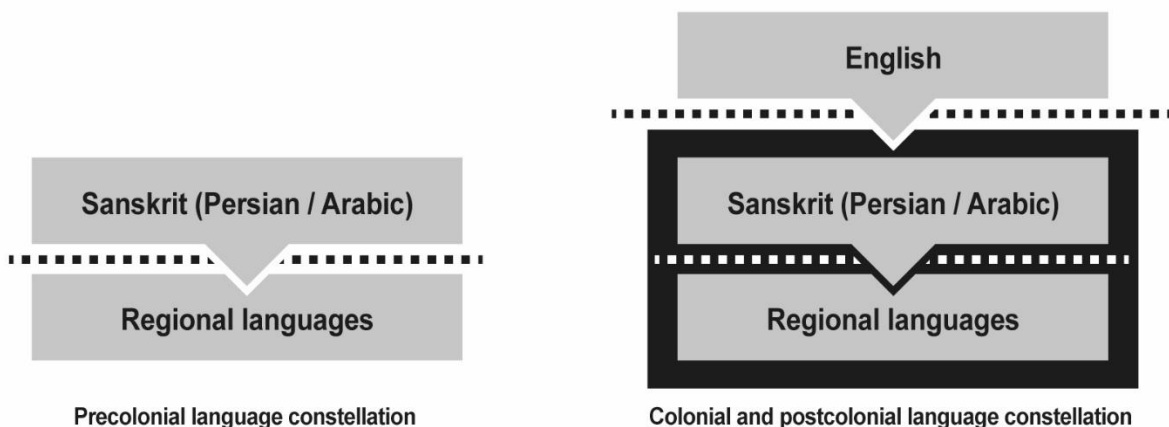 Sanskrit (Persian / Arabic)
Regional languages
Precolonial language constellation
English
Sanskrit (Persian / Arabic)
Regional languages
Colonial and postcolonial language constellation